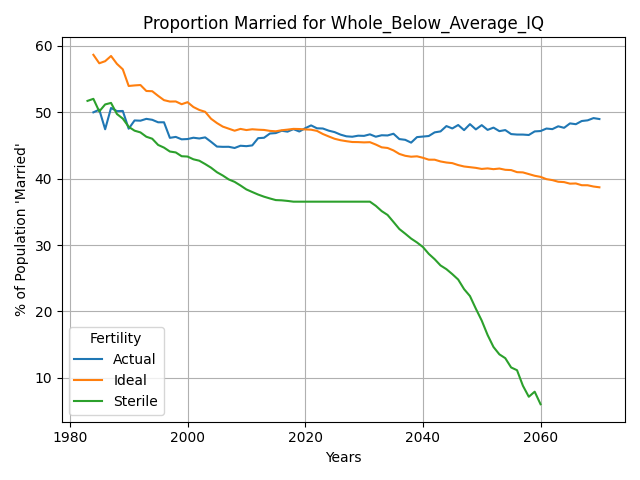 Proportion Married for Whole_Below_Average_IQ
% of Population 'Married'
60
50
40
30
20
10
Fertility
Actual
Ideal
Sterile
1980 2000 2020 2040 2060
Years